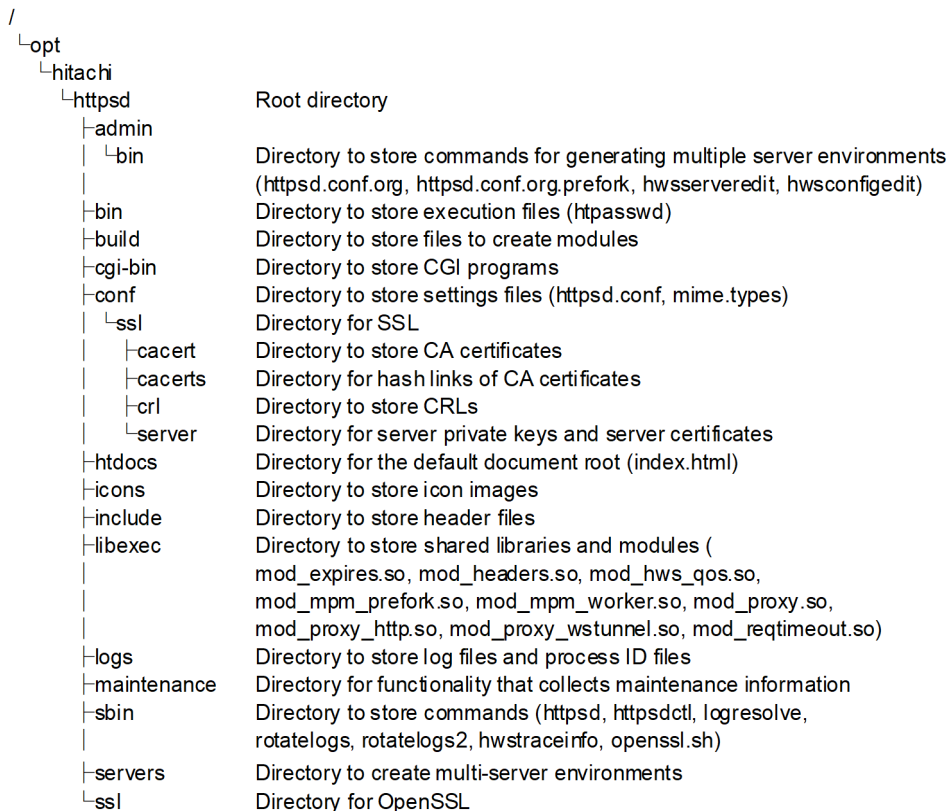 /
opt
hitachi
httpsd Root directory
admin
bin Directory to store commands for generating multiple server environments
(httpsd.conf.org, httpsd.conf.org.prefork, hwsserveredit, hwsconfigedit)
bin Directory to store execution files (htpasswd)
build Directory to store files to create modules
cgi-bin Directory to store CGI programs
conf Directory to store settings files (httpsd.conf, mime.types)
ssl Directory for SSL
cacert Directory to store CA certificates
cacerts Directory for hash links of CA certificates
crl Directory to store CRLs
server Directory for server private keys and server certificates
htdocs Directory for the default document root (index.html)
icons Directory to store icon images
include Directory to store header files
libexec Directory to store shared libraries and modules (
mod_expires.so, mod_headers.so, mod_hws_qos.so,
mod_mpm_prefork.so, mod_mpm_worker.so, mod_proxy.so,
mod_proxy_http.so, mod_proxy_wstunnel.so, mod_reqtimeout.so)
logs Directory to store log files and process ID files
maintenance Directory for functionality that collects maintenance information
sbin Directory to store commands (httpsd, httpsdctl, logresolve,
rotatelogs, rotatelogs2, hwstraceinfo, openssl.sh)
servers Directory to create multi-server environments
ssl Directory for OpenSSL